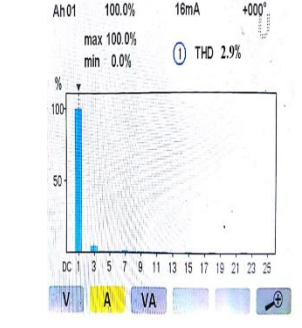 Ah01 100.0% 16mA +000°
max 100.0%
min 0.0%
1 THD 2.9%
%
100
50
DC 1 3 5 7 9 11 13 15 17 19 21 23 25
V A VA